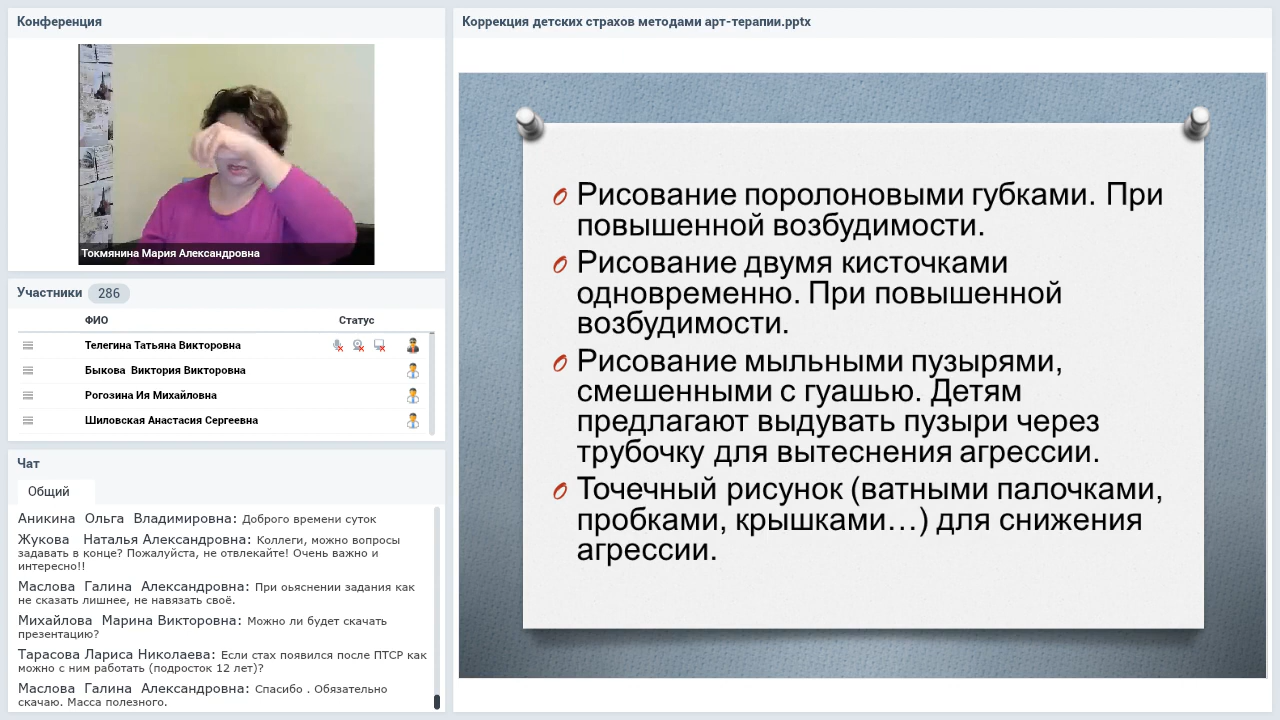 Конференция
Токмянина Мария Александровна
Участники 286
ФИО Статус
Телегина Татьяна Викторовна
Быкова Виктория Викторовна
Рогозина Ия Михайловна
Шиловская Анастасия Сергеевна
Чат
Общий
Аникина Ольга Владимировна: Доброго времени суток
Жукова Наталья Александровна: Коллеги, можно вопросы
задавать в конце? Пожалуйста, не отвлекайте! Очень важно и
интересно!!
Маслова Галина Александровна: При оьяснении задания как
не сказать лишнее, не навязать своё.
Михайлова Марина Викторовна: Можно ли будет скачать
презентацию?
Тарасова Лариса Николаева: Если стах появился после ПТСР как
можно с ним работать (подросток 12 лет)?
Маслова Галина Александровна: Спасибо . Обязательно
скачаю. Масса полезного.
Коррекция детских страхов методами арт-терапии.pptx
Рисование поролоновыми губками. При
повышенной возбудимости.
Рисование двумя кисточками
одновременно. При повышенной
возбудимости.
Рисование мыльными пузырями,
смешенными с гуашью. Детям
предлагают выдувать пузыри через
трубочку для вытеснения агрессии.
Точечный рисунок (ватными палочками,
пробками, крышками…) для снижения
агрессии.